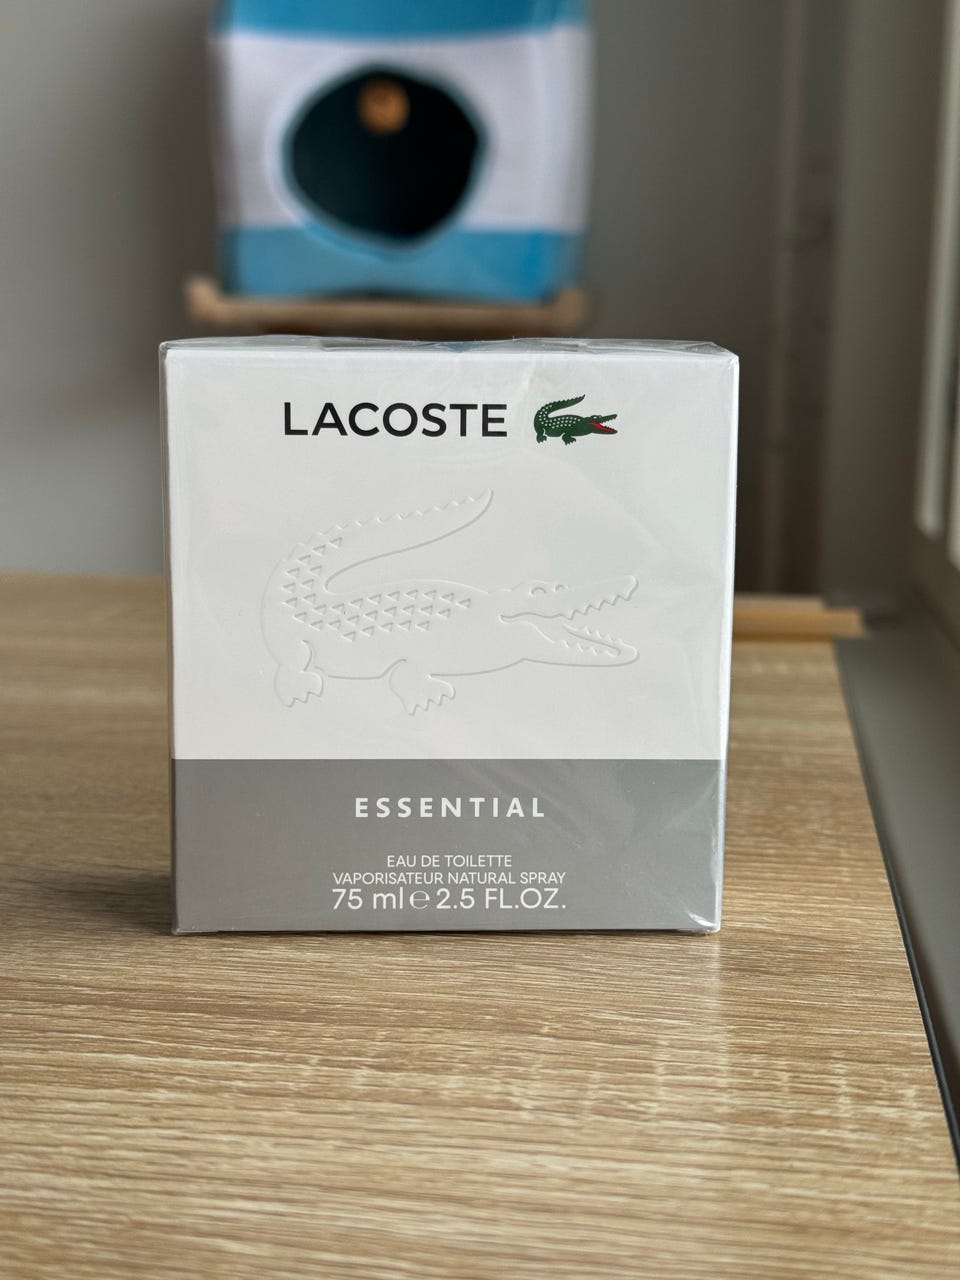 LACOSTE
ESSENTIAL
EAU DE TOILETTE
VAPORISATEUR NATURAL SPRAY
75 ml ℮ 2.5 FL.OZ.